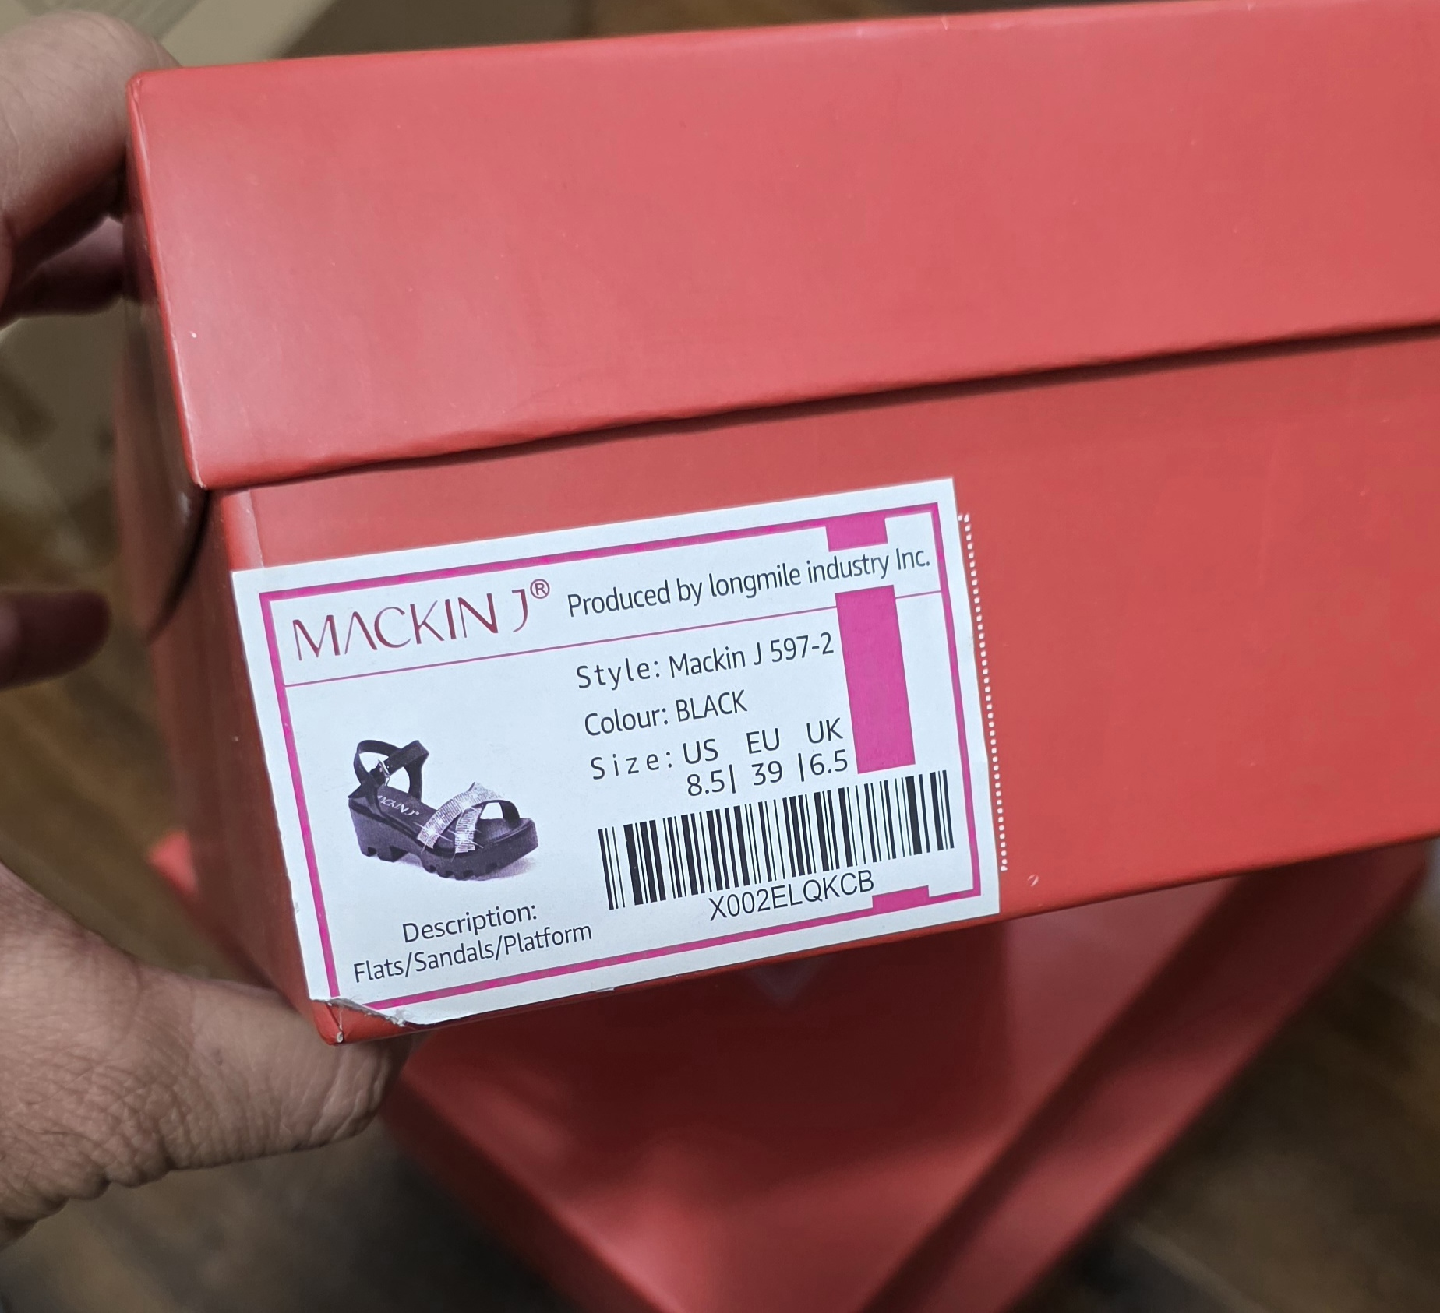 MACKIN J® Produced by longmile industry Inc.
Style: Mackin J 597-2
Colour: BLACK
Size: US EU UK
8.5| 39 |6.5
X002ELQKCB
Description:
Flats/Sandals/Platform